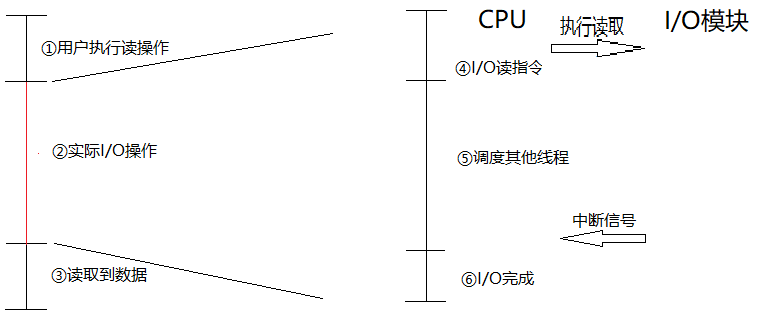 ①用户执行读操作
②实际I/O操作
③读取到数据
CPU
执行读取
I/O模块
④I/O读指令
⑤调度其他线程
中断信号
⑥I/O完成